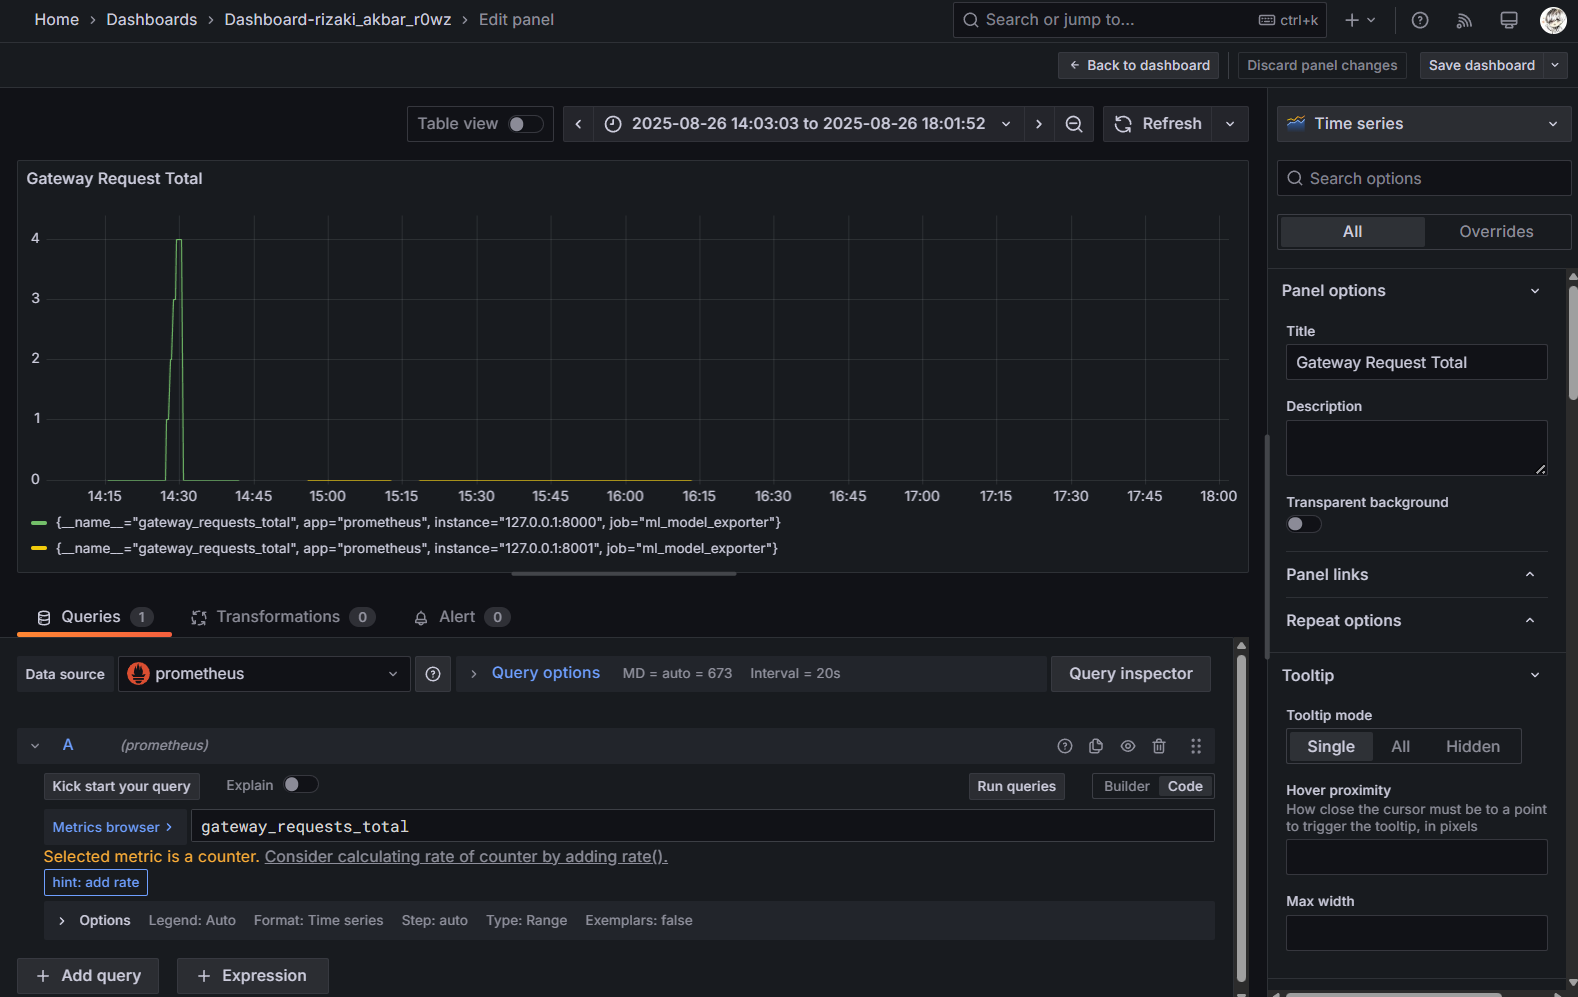 Home > Dashboards > Dashboard-rizaki_akbar_r0wz > Edit panel
Search or jump to... ctrl+k
Back to dashboard Discard panel changes Save dashboard
Table view 2025-08-26 14:03:03 to 2025-08-26 18:01:52 Refresh
Time series
Gateway Request Total
4
3
2
1
0
14:15 14:30 14:45 15:00 15:15 15:30 15:45 16:00 16:15 16:30 16:45 17:00 17:15 17:30 17:45 18:00
{__name__="gateway_requests_total", app="prometheus", instance="127.0.0.1:8000", job="ml_model_exporter"}
{__name__="gateway_requests_total", app="prometheus", instance="127.0.0.1:8001", job="ml_model_exporter"}
Queries 1 Transformations 0 Alert 0
Data source prometheus Query options MD = auto = 673 Interval = 20s Query inspector
A (prometheus)
Kick start your query Explain Run queries Builder Code
Metrics browser > gateway_requests_total
Selected metric is a counter. Consider calculating rate of counter by adding rate().
hint: add rate
Options Legend: Auto Format: Time series Step: auto Type: Range Exemplars: false
+ Add query + Expression
Search options
All Overrides
Panel options
Title
Gateway Request Total
Description
Transparent background
Panel links
Repeat options
Tooltip
Tooltip mode
Single All Hidden
Hover proximity
How close the cursor must be to a point
to trigger the tooltip, in pixels
Max width